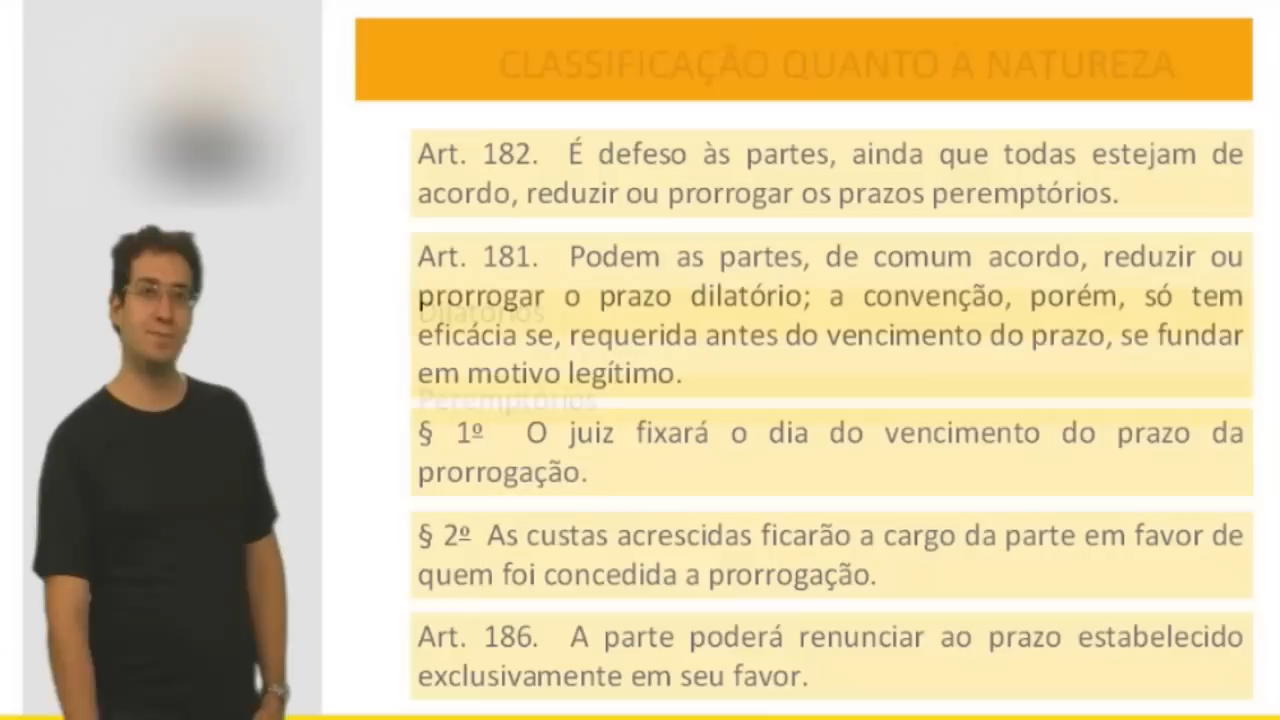 CLASSIFICAÇÃO QUANTO À NATUREZA
Art. 182. É defeso às partes, ainda que todas estejam de
acordo, reduzir ou prorrogar os prazos peremptórios.
Art. 181. Podem as partes, de comum acordo, reduzir ou
prorrogar o prazo dilatório; a convenção, porém, só tem
Dilatórios
eficácia se, requerida antes do vencimento do prazo, se fundar
em motivo legítimo.
Peremptórios
§ 1º O juiz fixará o dia do vencimento do prazo da
prorrogação.
§ 2º As custas acrescidas ficarão a cargo da parte em favor de
quem foi concedida a prorrogação.
Art. 186. A parte poderá renunciar ao prazo estabelecido
exclusivamente em seu favor.